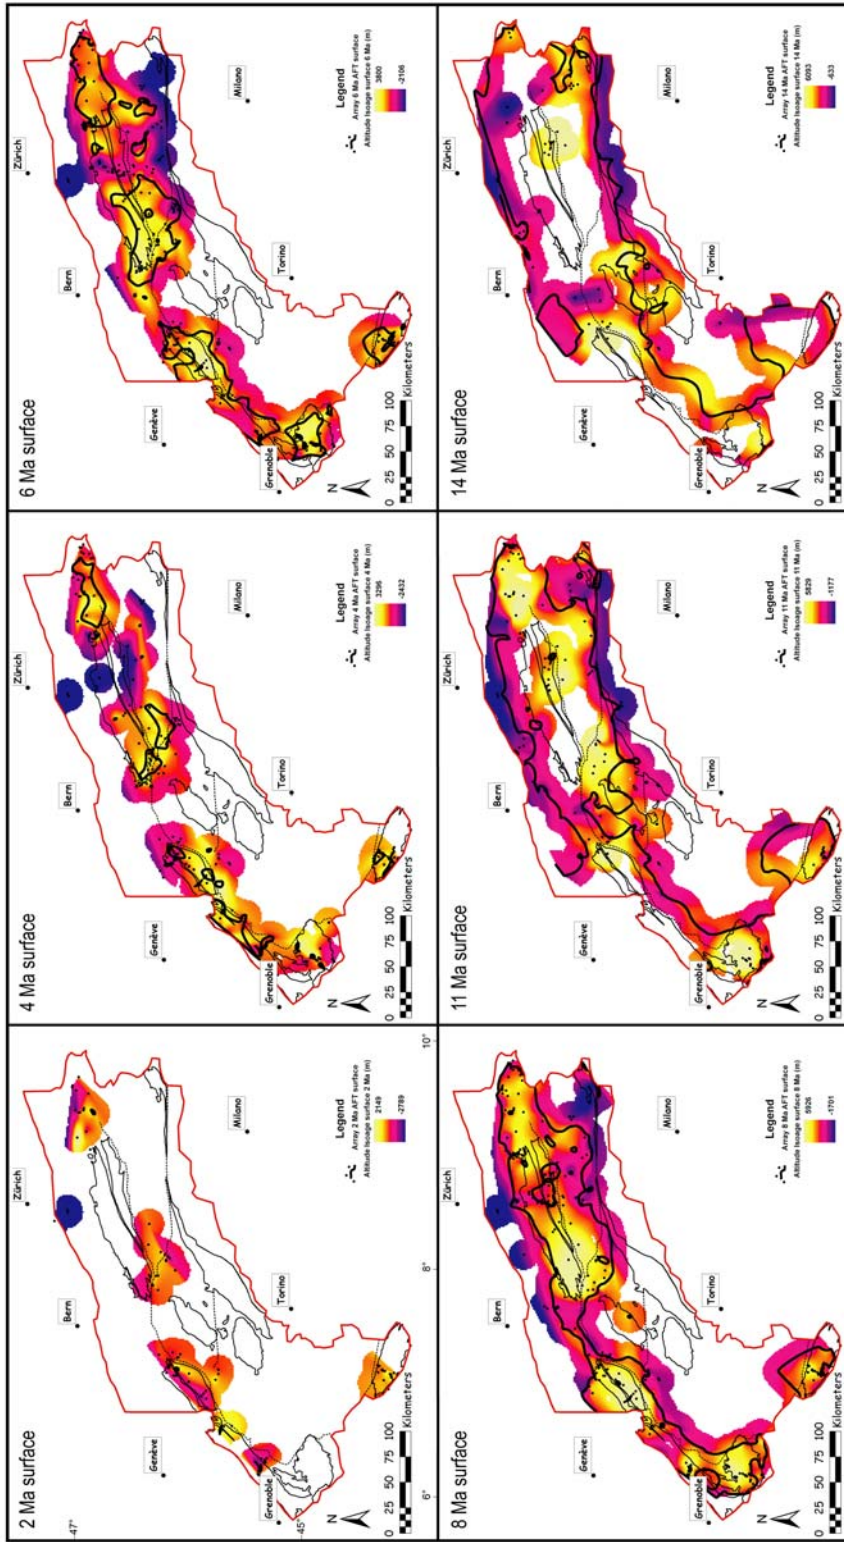 2 Ma surface
Zürich
Bern
47°
Genève
Milano
Torino
Grenoble
45°
N
Legend
Array 2 Ma AFT surface
Altitude Isoage surface 2 Ma (m)
2149
-2789
0 25 50 75 100
Kilometers
6° 8° 10°
4 Ma surface
Zürich
Bern
Genève
Milano
Torino
Grenoble
N
Legend
Array 4 Ma AFT surface
Altitude Isoage surface 4 Ma (m)
3296
-2432
0 25 50 75 100
Kilometers
6 Ma surface
Zürich
Bern
Genève
Milano
Torino
Grenoble
N
Legend
Array 6 Ma AFT surface
Altitude Isoage surface 6 Ma (m)
3800
-2106
0 25 50 75 100
Kilometers
8 Ma surface
Zürich
Bern
Genève
Milano
Torino
Grenoble
N
Legend
Array 8 Ma AFT surface
Altitude Isoage surface 8 Ma (m)
5926
-1701
0 25 50 75 100
Kilometers
11 Ma surface
Zürich
Bern
Genève
Milano
Torino
Grenoble
N
Legend
Array 11 Ma AFT surface
Altitude Isoage surface 11 Ma (m)
5829
-1177
0 25 50 75 100
Kilometers
14 Ma surface
Zürich
Bern
Genève
Milano
Torino
Grenoble
N
Legend
Array 14 Ma AFT surface
Altitude Isoage surface 14 Ma (m)
6093
-633
0 25 50 75 100
Kilometers